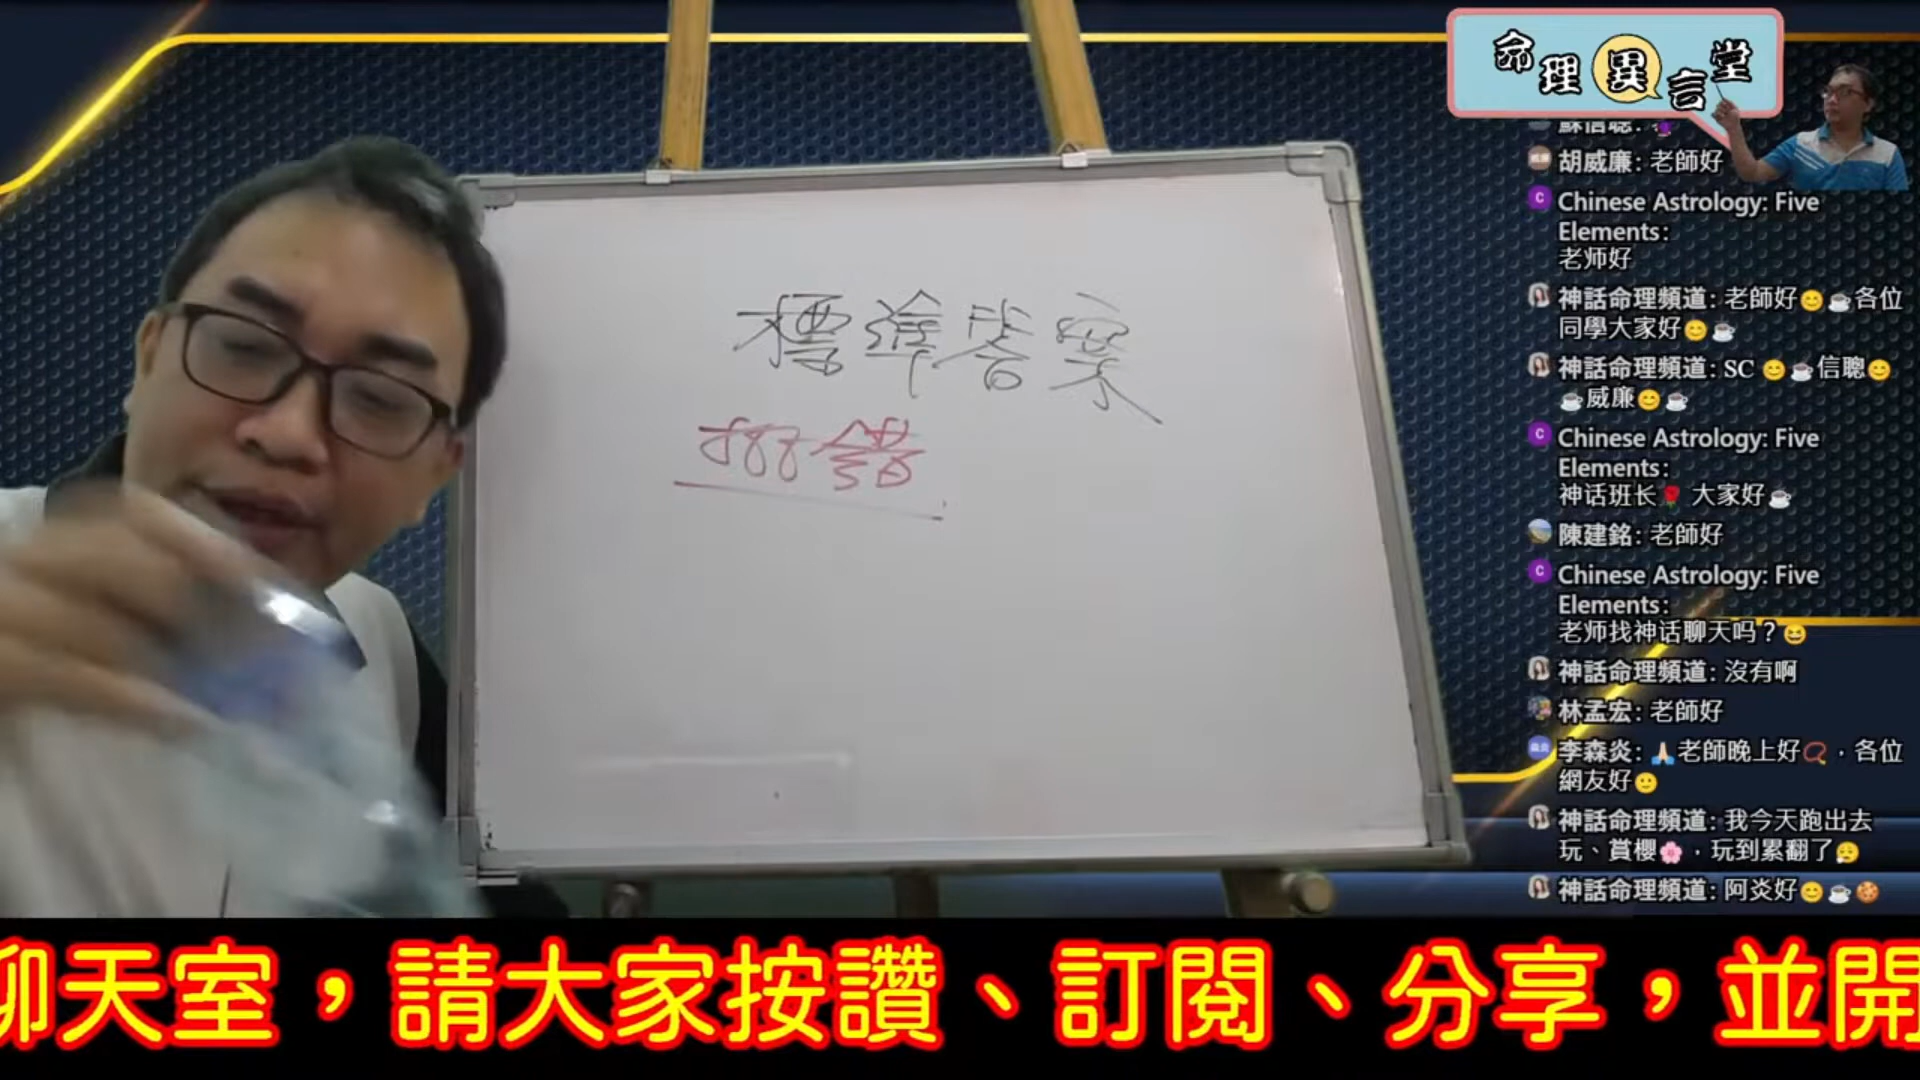 命理異言堂
蘇信聰:
胡威廉: 老師好
Chinese Astrology: Five
Elements:
老师好
神話命理頻道: 老師好😊☕各位
同學大家好😊☕
神話命理頻道: SC 😊☕信聰😊
☕威廉😊☕
Chinese Astrology: Five
Elements:
神话班长🌹 大家好☕
陳建銘: 老師好
Chinese Astrology: Five
Elements:
老师找神话聊天吗？😆
神話命理頻道: 沒有啊
林孟宏: 老師好
李森炎: 🙏🏻老師晚上好📿，各位
網友好🙂
神話命理頻道: 我今天跑出去
玩、賞櫻🌸，玩到累翻了😮‍💨
神話命理頻道: 阿炎好😊☕🍪
標準答案
聊天室，請大家按讚、訂閱、分享，並開